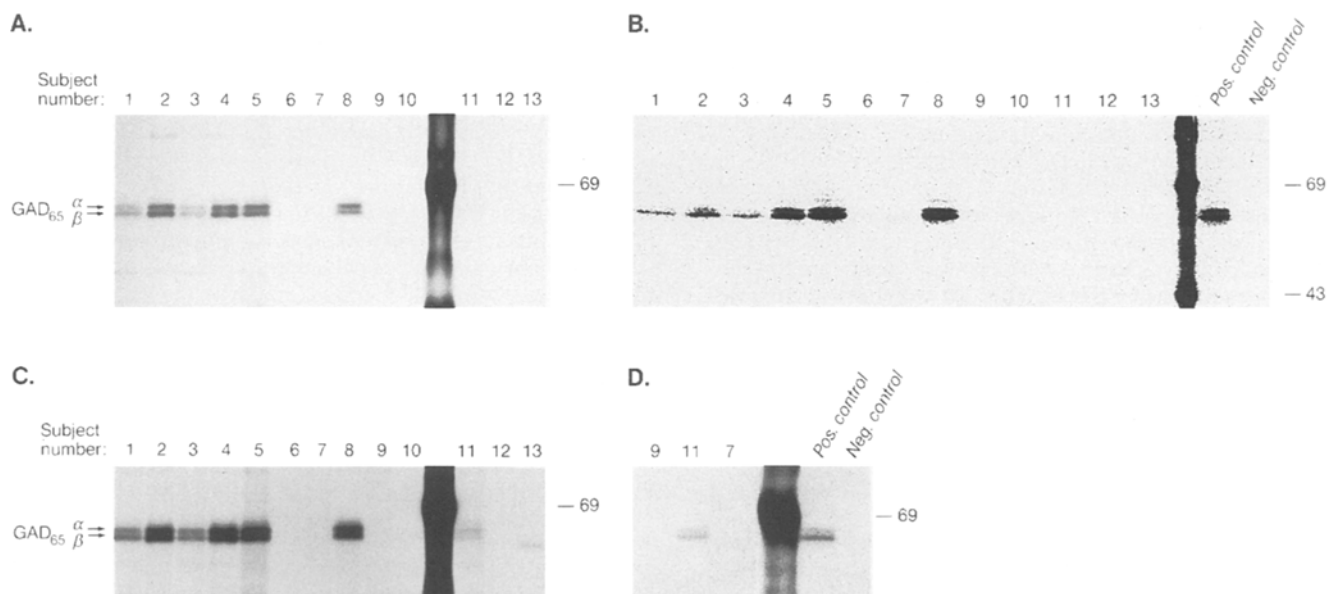 A.
Subject
number: 1 2 3 4 5 6 7 8 9 10 11 12 13
— 69
GAD65 α
β
B.
1 2 3 4 5 6 7 8 9 10 11 12 13 Pos. control Neg. control
— 69
— 43
C.
Subject
number: 1 2 3 4 5 6 7 8 9 10 11 12 13
— 69
GAD65 α
β
D.
9 11 7 Pos. control Neg. control
— 69